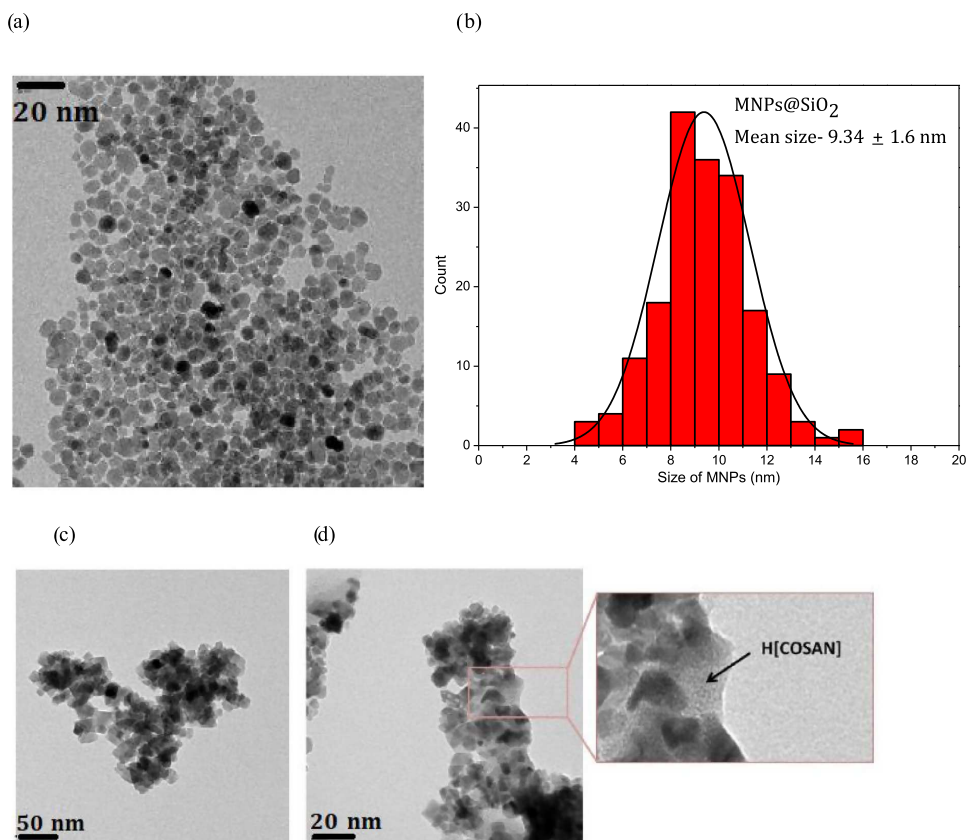 (a)
20 nm
(b)
MNPs@SiO2
Mean size- 9.34 ± 1.6 nm
40
30
20
10
0
Count
0 2 4 6 8 10 12 14 16 18 20
Size of MNPs (nm)
(c)
50 nm
(d)
20 nm
H[COSAN]